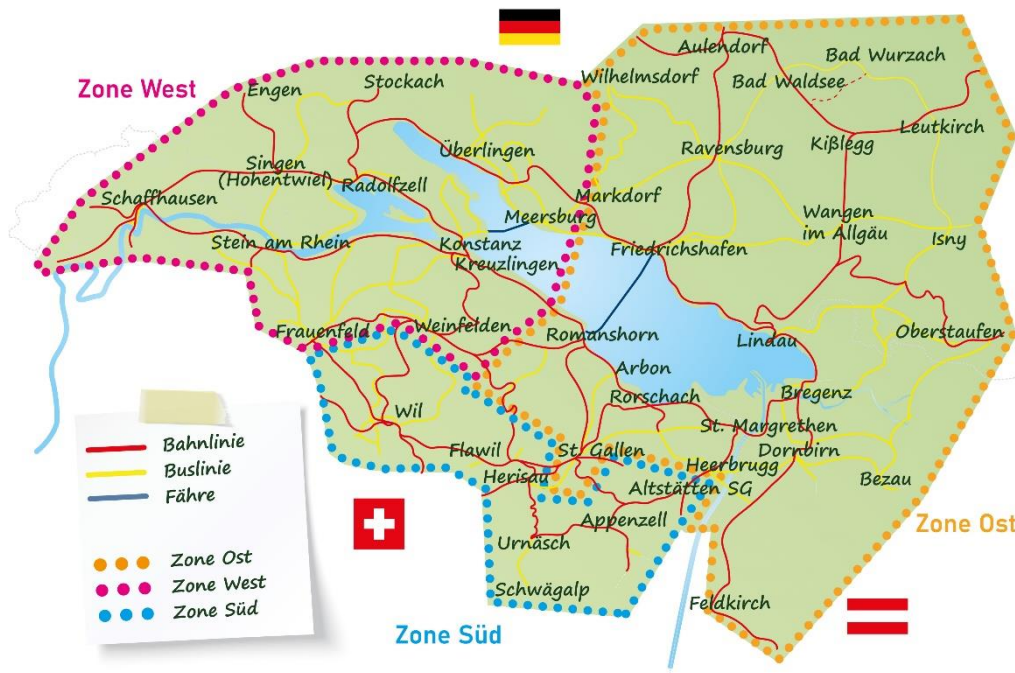 Zone West
Engen
Stockach
Aulendorf
Wilhelmsdorf
Bad Wurzach
Bad Waldsee
Leutkirch
Überlingen
Ravensburg
Kißlegg
Singen
(Hohentwiel)
Radolfzell
Schaffhausen
Markdorf
Meersburg
Wangen
im Allgäu
Isny
Stein am Rhein
Konstanz
Kreuzlingen
Friedrichshafen
Frauenfeld
Weinfelden
Romanshorn
Lindau
Oberstaufen
Arbon
Rorschach
Bregenz
Wil
St. Margrethen
Flawil
St. Gallen
Dornbirn
Herisau
Heerbrugg
Altstätten SG
Bezau
Appenzell
Urnäsch
Zone Ost
Schwägalp
Feldkirch
Zone Süd
Bahnlinie
Buslinie
Fähre
Zone Ost
Zone West
Zone Süd